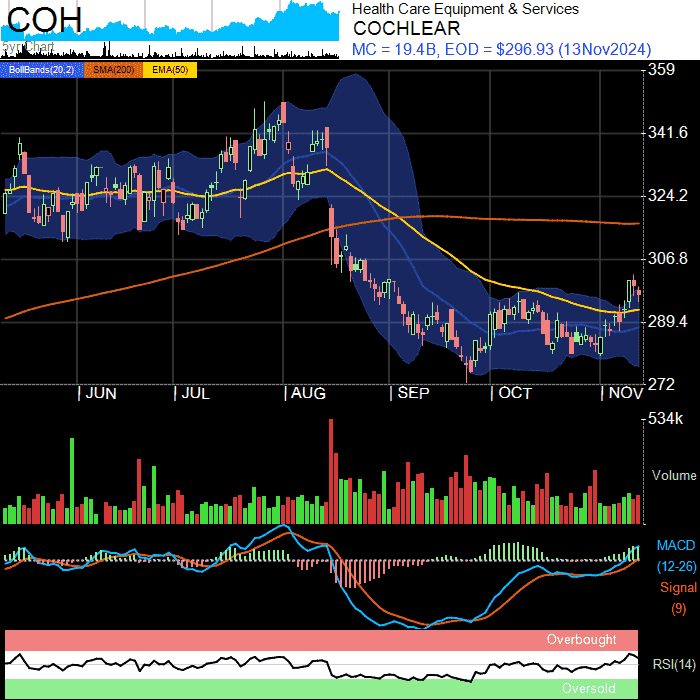 COH
5yr Chart
Health Care Equipment & Services
COCHLEAR
MC = 19.4B, EOD = $296.93 (13Nov2024)
BollBands(20,2) SMA(200) EMA(50)
359
341.6
324.2
306.8
289.4
272
JUN JUL AUG SEP OCT NOV
534k
Volume
MACD
(12-26)
Signal
(9)
Overbought
RSI(14)
Oversold